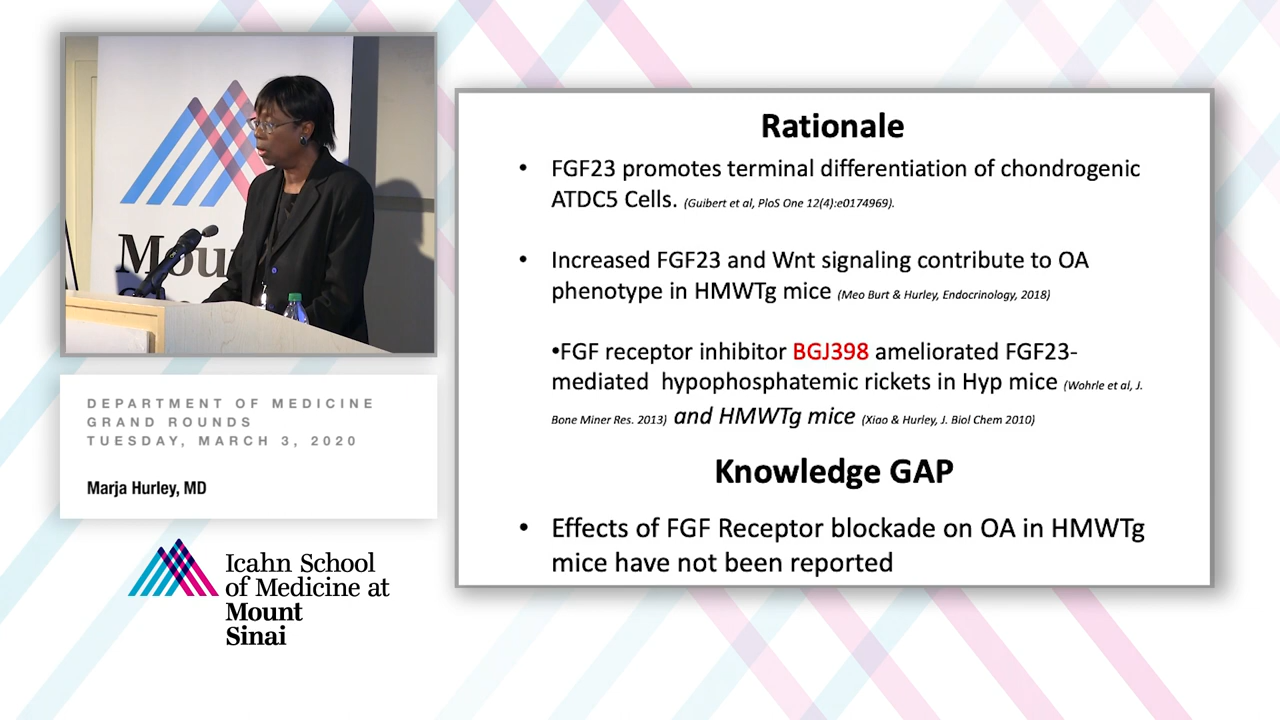 Mou
DEPARTMENT OF MEDICINE
GRAND ROUNDS
TUESDAY, MARCH 3, 2020
Marja Hurley, MD
Icahn School
of Medicine at
Mount
Sinai
Rationale
• FGF23 promotes terminal differentiation of chondrogenic
ATDC5 Cells. (Guibert et al, PloS One 12(4):e0174969).
• Increased FGF23 and Wnt signaling contribute to OA
phenotype in HMWTg mice (Meo Burt & Hurley, Endocrinology, 2018)
•FGF receptor inhibitor BGJ398 ameliorated FGF23-
mediated hypophosphatemic rickets in Hyp mice (Wohrle et al, J.
Bone Miner Res. 2013) and HMWTg mice (Xiao & Hurley, J. Biol Chem 2010)
Knowledge GAP
• Effects of FGF Receptor blockade on OA in HMWTg
mice have not been reported